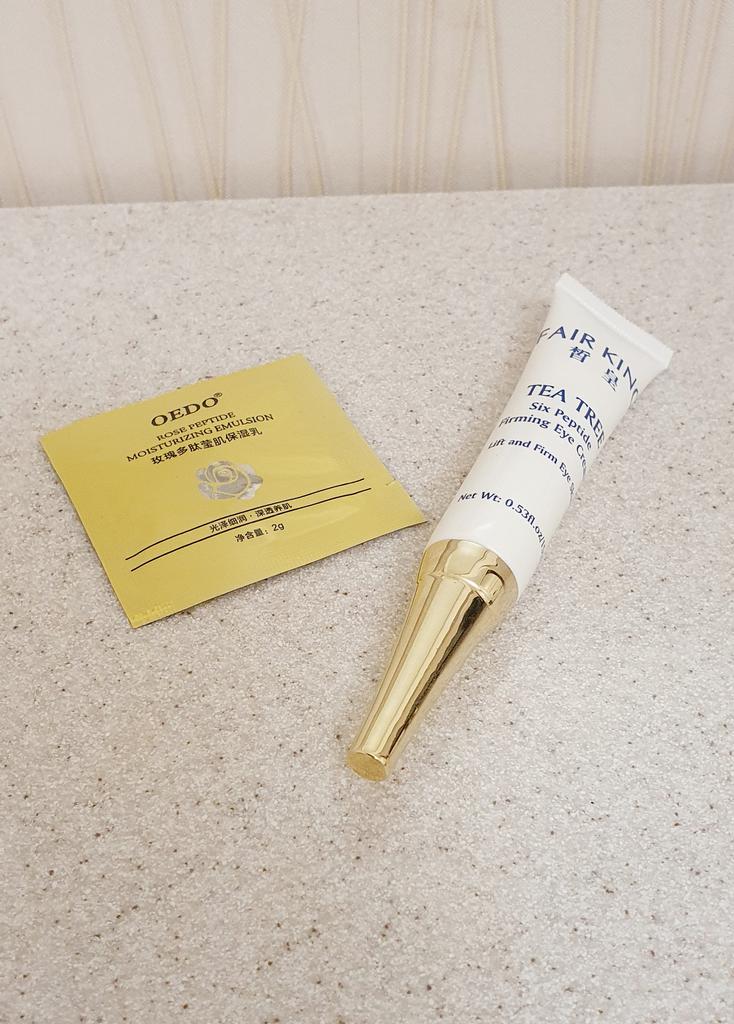 OEDO®
ROSE PEPTIDE
MOISTURIZING EMULSION
玫瑰多肽莹肌保湿乳
光泽细润·深透养肌
净含量：2g
FAIR KING
皙皇
TEA TREE
Six Peptide
Firming Eye
Lift and Firm Eye
Net Wt: 0.53fl.oz/